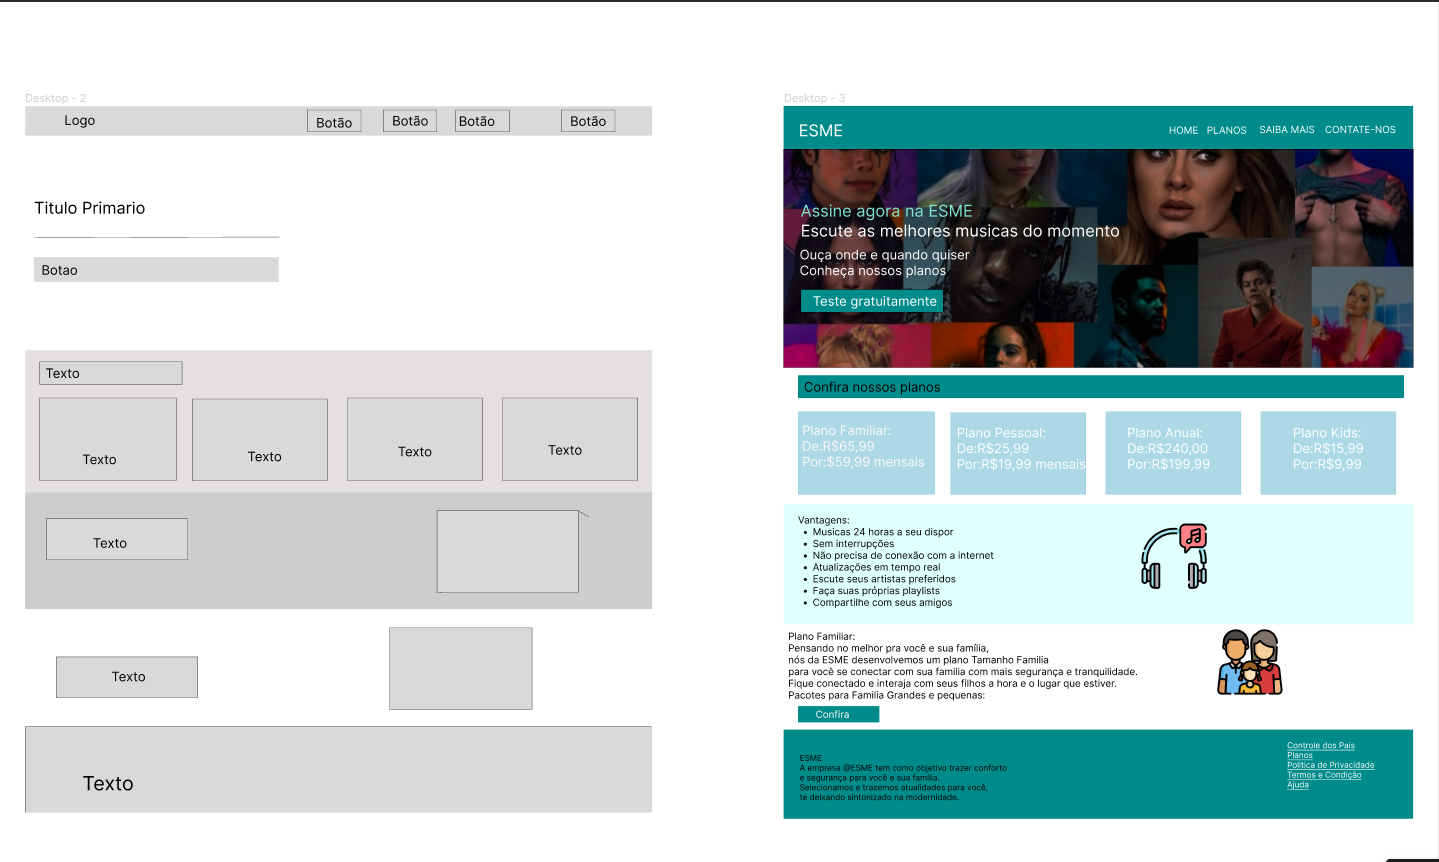 Desktop - 2
Logo
Botão
Botão
Botão
Botão
Titulo Primario
Botao
Texto
Texto
Texto
Texto
Texto
Texto
Texto
Texto
Desktop - 3
ESME
HOME
PLANOS
SAIBA MAIS
CONTATE-NOS
Assine agora na ESME
Escute as melhores musicas do momento
Ouça onde e quando quiser
Conheça nossos planos
Teste gratuitamente
Confira nossos planos
Plano Familiar:
De:R$65,99
Por:$59,99 mensais
Plano Pessoal:
De:R$25,99
Por:R$19,99 mensais
Plano Anual:
De:R$240,00
Por:R$199,99
Plano Kids:
De:R$15,99
Por:R$9,99
Vantagens:
• Musicas 24 horas a seu dispor
• Sem interrupções
• Não precisa de conexão com a internet
• Atualizações em tempo real
• Escute seus artistas preferidos
• Faça suas próprias playlists
• Compartilhe com seus amigos
Plano Familiar:
Pensando no melhor pra você e sua família,
nós da ESME desenvolvemos um plano Tamanho Familia
para você se conectar com sua familia com mais segurança e tranquilidade.
Fique conectado e interaja com seus filhos a hora e o lugar que estiver.
Pacotes para Familia Grandes e pequenas:
Confira
ESME
A empresa @ESME tem como objetivo trazer conforto
e segurança para você e sua familia.
Selecionamos e trazemos atualidades para você,
te deixando sintonizado na modernidade.
Controle dos Pais
Planos
Politica de Privacidade
Termos e Condição
Ajuda